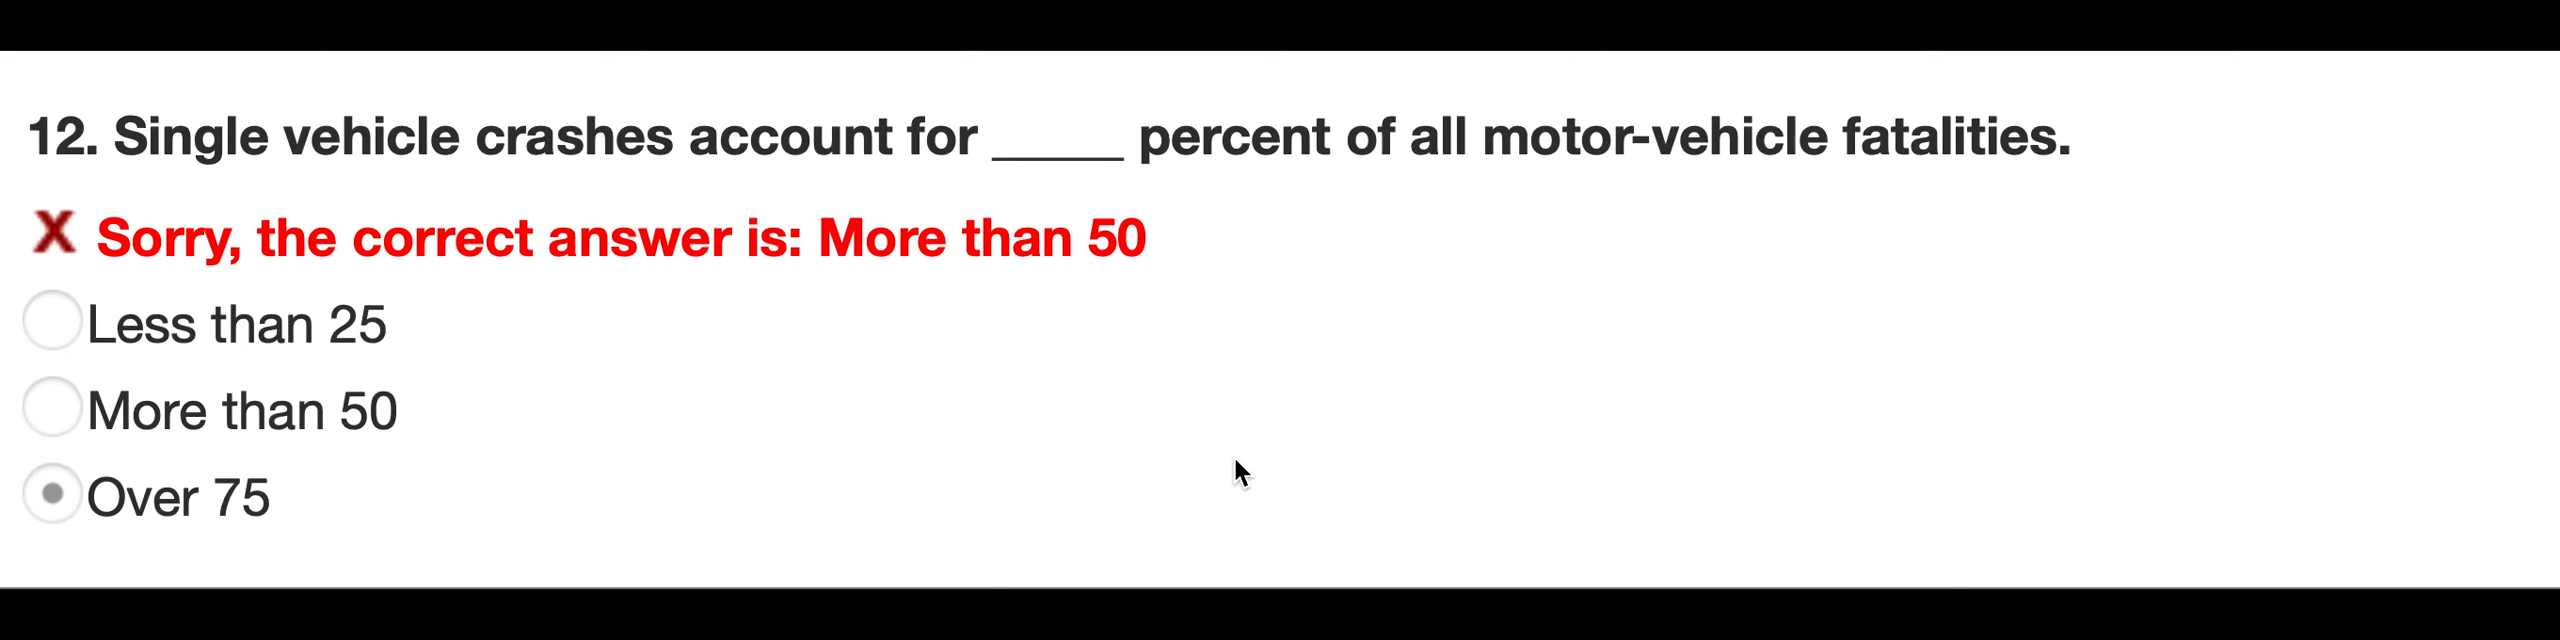 12. Single vehicle crashes account for _____ percent of all motor-vehicle fatalities.
X Sorry, the correct answer is: More than 50
Less than 25
More than 50
Over 75